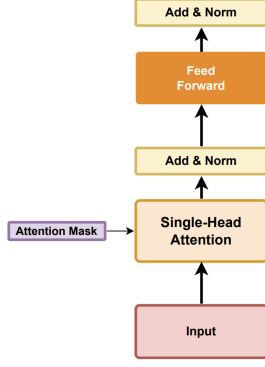 Add & Norm
Feed
Forward
Add & Norm
Single-Head
Attention
Attention Mask
Input